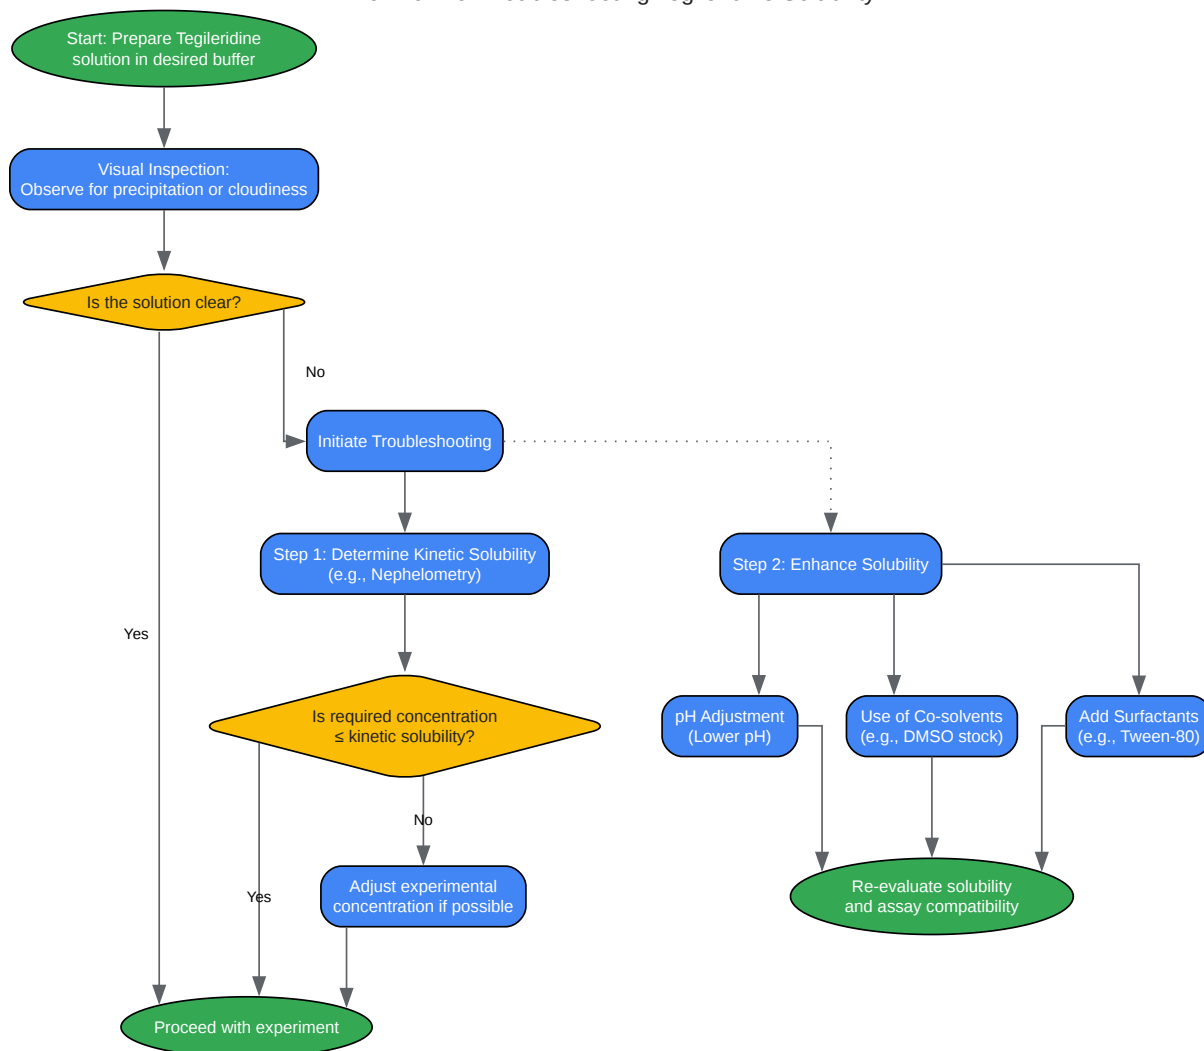 Start: Prepare Tegileridine
solution in desired buffer
Visual Inspection:
Observe for precipitation or cloudiness
Is the solution clear?
No
Initiate Troubleshooting
Step 1: Determine Kinetic Solubility
(e.g., Nephelometry)
Step 2: Enhance Solubility
Yes
Is required concentration
≤ kinetic solubility?
pH Adjustment
(Lower pH)
Use of Co-solvents
(e.g., DMSO stock)
Add Surfactants
(e.g., Tween-80)
No
Yes
Adjust experimental
concentration if possible
Re-evaluate solubility
and assay compatibility
Proceed with experiment